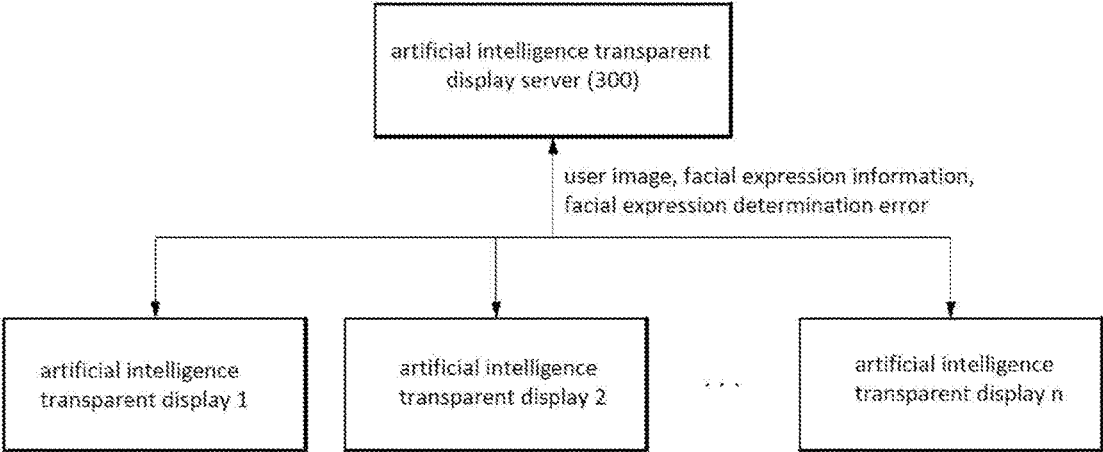 artificial intelligence transparent
display server (300)
user image, facial expression information,
facial expression determination error
artificial intelligence
transparent display 1
artificial intelligence
transparent display 2
. . .
artificial intelligence
transparent display n